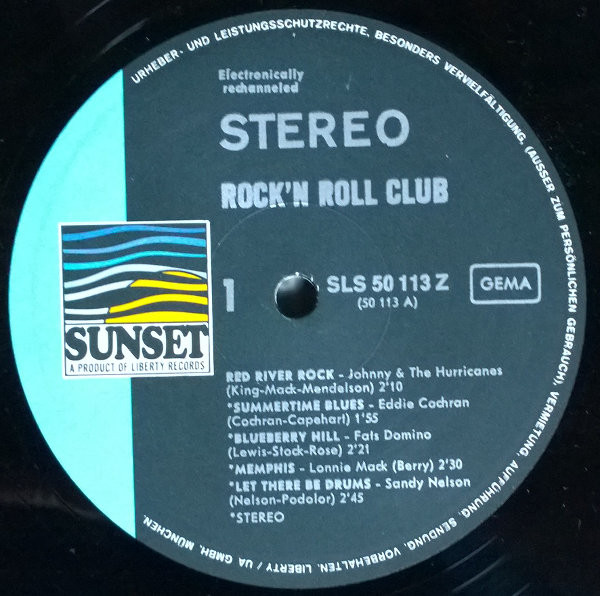 URHEBER- UND LEISTUNGSSCHUTZRECHTE, BESONDERS VERVIELFÄLTIGUNG, (AUSSER ZUM PERSÖNLICHEN GEBRAUCH), VERMIETUNG, AUFFÜHRUNG, SENDUNG, VORBEHALTEN. LIBERTY / UA GMBH, MÜNCHEN.
Electronically
rechanneled
STEREO
ROCK'N ROLL CLUB
1
SLS 50 113 Z
(50 113 A)
GEMA
SUNSET
A PRODUCT OF LIBERTY RECORDS
RED RIVER ROCK - Johnny & The Hurricanes
(King-Mack-Mendelson) 2'10
*SUMMERTIME BLUES - Eddie Cochran
(Cochran-Capehart) 1'55
*BLUEBERRY HILL - Fats Domino
(Lewis-Stock-Rose) 2'21
*MEMPHIS - Lonnie Mack (Berry) 2'30
*LET THERE BE DRUMS - Sandy Nelson
(Nelson-Podolor) 2'45
*STEREO